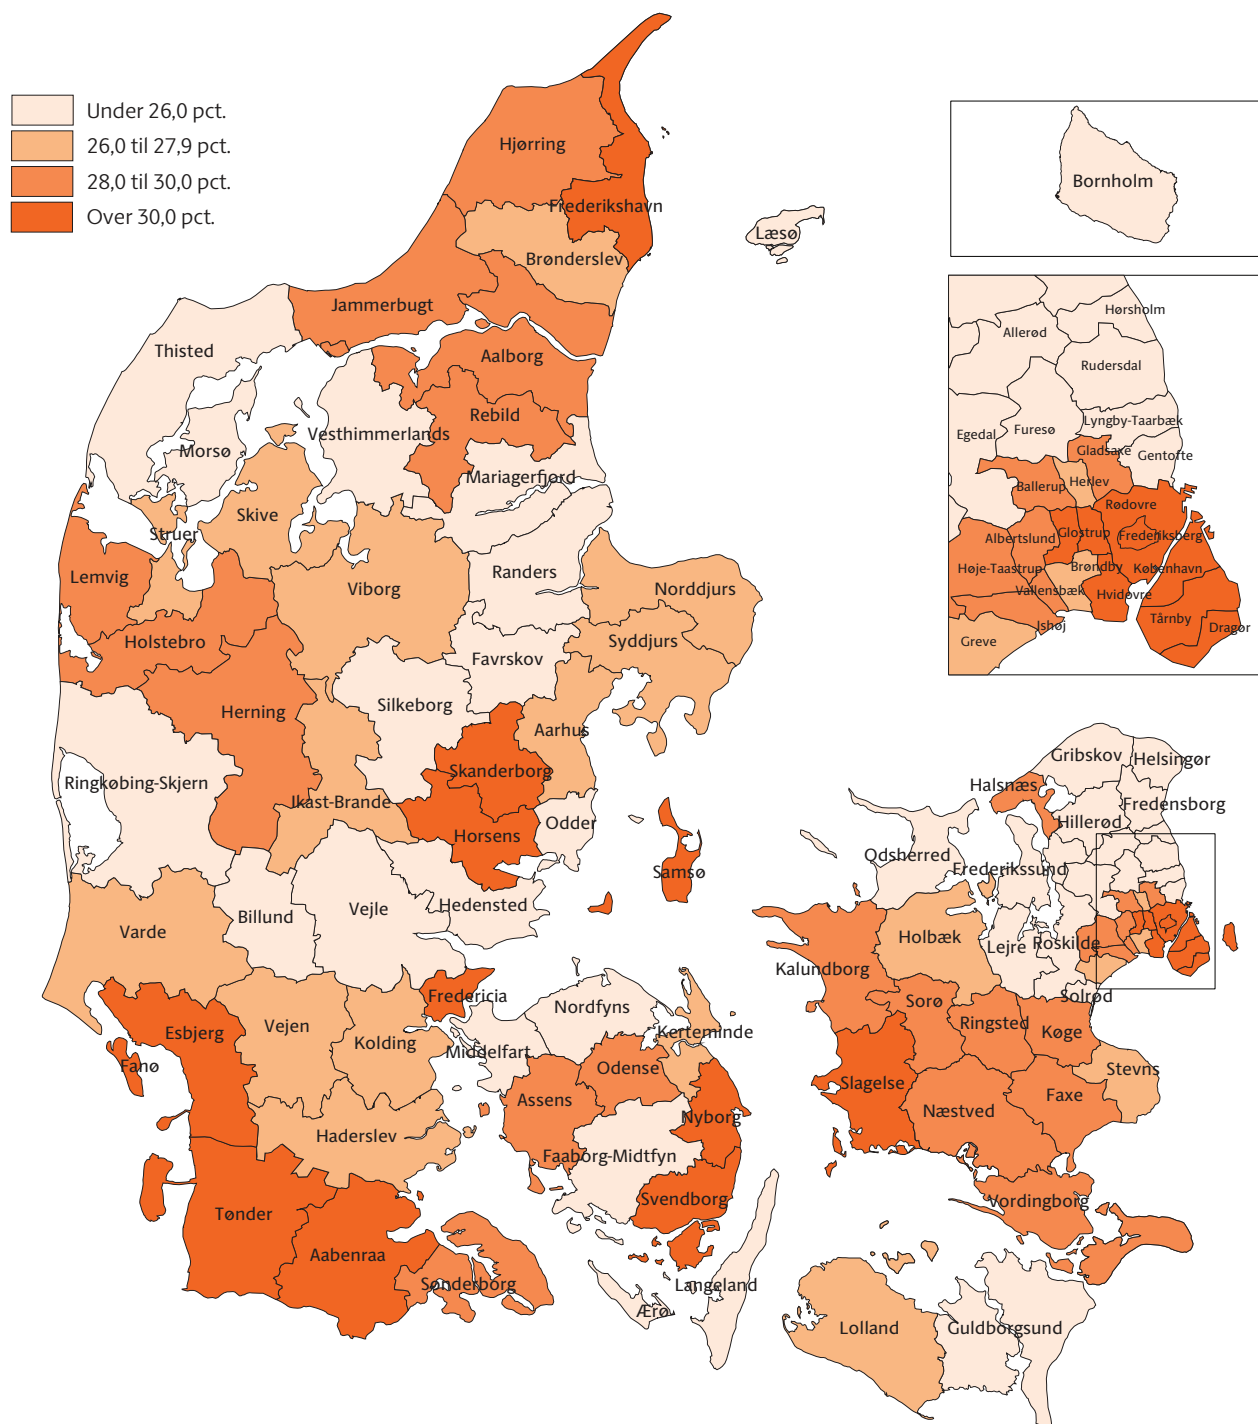 Under 26,0 pct.
26,0 til 27,9 pct.
28,0 til 30,0 pct.
Over 30,0 pct.
Hjørring
Frederikshavn
Læsø
Brønderslev
Jammerbugt
Thisted
Aalborg
Rebild
Vesthimmerlands
Morsø
Mariagerfjord
Skive
Struer
Lemvig
Viborg
Randers
Norddjurs
Holstebro
Syddjurs
Favrskov
Silkeborg
Herning
Aarhus
Skanderborg
Ringkøbing-Skjern
Ikast-Brande
Horsens
Odder
Samsø
Hedensted
Billund
Vejle
Varde
Fredericia
Esbjerg
Vejen
Kolding
Fanø
Haderslev
Tønder
Aabenraa
Sønderborg
Nordfyns
Kerteminde
Middelfart
Odense
Assens
Nyborg
Faaborg-Midtfyn
Svendborg
Langeland
Ærø
Bornholm
Hørsholm
Allerød
Rudersdal
Lyngby-Taarbæk
Egedal
Furesø
Gladsaxe
Gentofte
Ballerup
Herlev
Rødovre
Albertslund
Glostrup
Frederiksberg
Høje-Taastrup
Brøndby
København
Vallensbæk
Hvidovre
Tårnby
Dragør
Ishøj
Greve
Gribskov
Helsingør
Halsnæs
Fredensborg
Hillerød
Odsherred
Frederikssund
Holbæk
Lejre
Roskilde
Kalundborg
Solrød
Sorø
Ringsted
Køge
Stevns
Slagelse
Næstved
Faxe
Vordingborg
Lolland
Guldborgsund